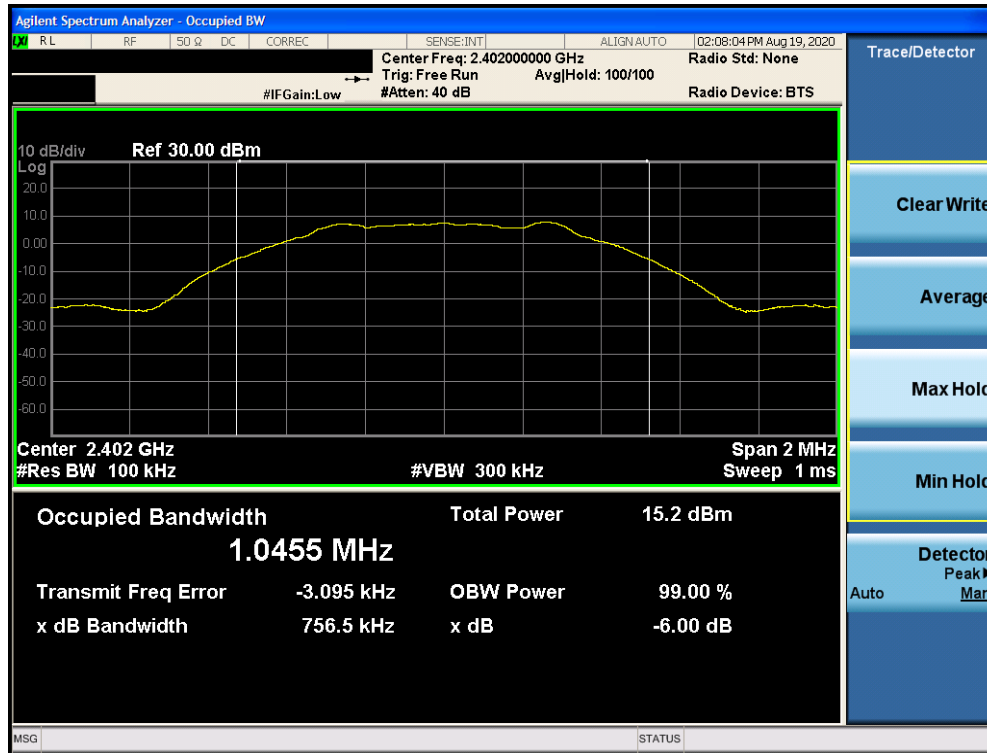 Agilent Spectrum Analyzer - Occupied BW
LXI RL RF 50 Ω DC CORREC SENSE:INT ALIGN AUTO 02:08:04 PM Aug 19, 2020
Center Freq: 2.402000000 GHz Radio Std: None
Trig: Free Run Avg|Hold: 100/100
#IFGain:Low #Atten: 40 dB Radio Device: BTS
10 dB/div Ref 30.00 dBm
Log
20.0
10.0
0.00
-10.0
-20.0
-30.0
-40.0
-50.0
-60.0
Center 2.402 GHz Span 2 MHz
#Res BW 100 kHz #VBW 300 kHz Sweep 1 ms
Occupied Bandwidth Total Power 15.2 dBm
1.0455 MHz
Transmit Freq Error -3.095 kHz OBW Power 99.00 %
x dB Bandwidth 756.5 kHz x dB -6.00 dB
MSG STATUS
Trace/Detector
Clear Write
Average
Max Hold
Min Hold
Detector
Peak▶
Auto Man